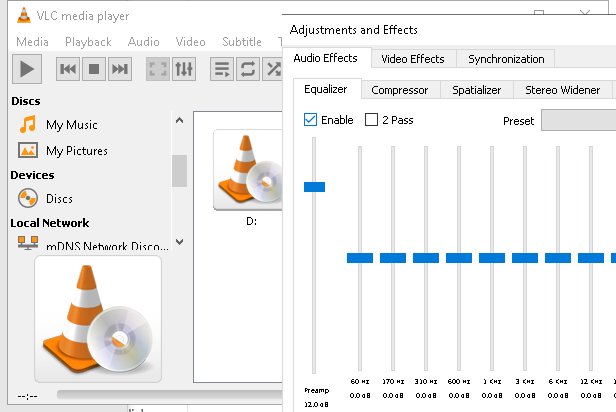 VLC media player
Media Playback Audio Video Subtitle
Discs
My Music
My Pictures
Devices
Discs
Local Network
mDNS Network Disco...
D:
--:--
Adjustments and Effects
Audio Effects Video Effects Synchronization
Equalizer Compressor Spatializer Stereo Widener
Enable 2 Pass Preset
60 Hz 170 Hz 310 Hz 600 Hz 1 KHz 3 KHz 6 KHz 12 KHz
Preamp 0.0 dB 0.0 dB 0.0 dB 0.0 dB 0.0 dB 0.0 dB 0.0 dB 0.0 dB
12.0 dB